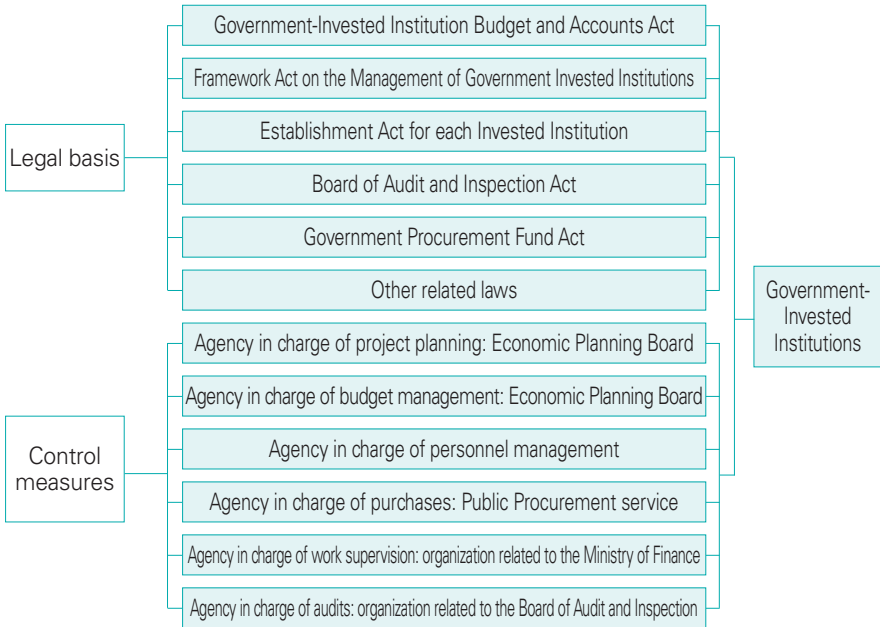 Legal basis
Government-Invested Institution Budget and Accounts Act
Framework Act on the Management of Government Invested Institutions
Establishment Act for each Invested Institution
Board of Audit and Inspection Act
Government Procurement Fund Act
Other related laws
Control
measures
Agency in charge of project planning: Economic Planning Board
Agency in charge of budget management: Economic Planning Board
Agency in charge of personnel management
Agency in charge of purchases: Public Procurement service
Agency in charge of work supervision: organization related to the Ministry of Finance
Agency in charge of audits: organization related to the Board of Audit and Inspection
Government-
Invested
Institutions